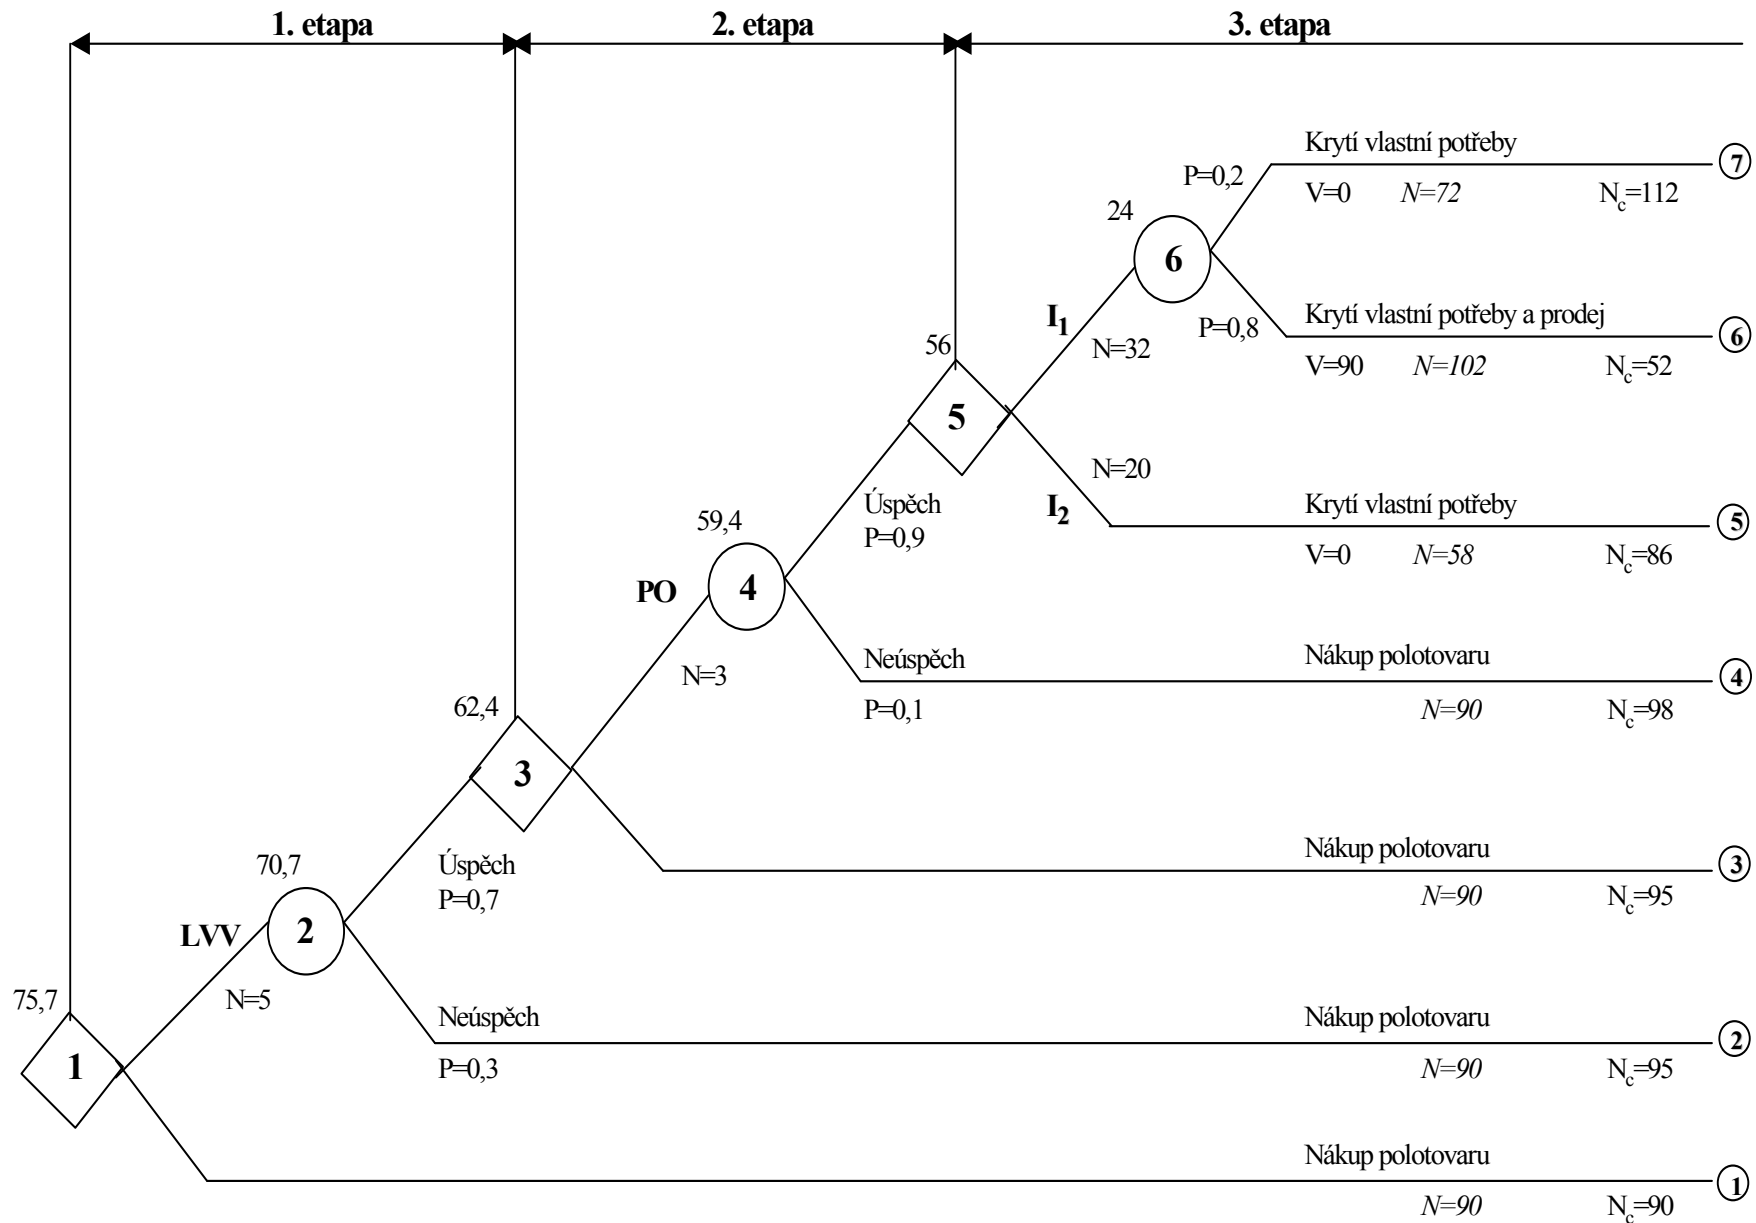 1. etapa 2. etapa 3. etapa
Krytí vlastní potřeby
7
P=0,2
V=0 N=72 Nc=112
24
6
I1
Krytí vlastní potřeby a prodej
6
P=0,8
N=32
V=90 N=102 Nc=52
56
5
N=20
I2
Krytí vlastní potřeby
5
Úspěch
P=0,9
V=0 N=58 Nc=86
59,4
4
PO
N=3
Neúspěch
Nákup polotovaru
4
P=0,1
N=90 Nc=98
62,4
3
Nákup polotovaru
3
Úspěch
P=0,7
N=90 Nc=95
70,7
2
LVV
N=5
75,7
1
Neúspěch
Nákup polotovaru
2
P=0,3
N=90 Nc=95
Nákup polotovaru
1
N=90 Nc=90